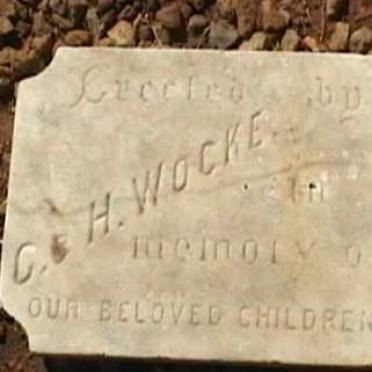 Erected by
C. & H. WOCKE.
in
memory o
OUR BELOVED CHILDREN